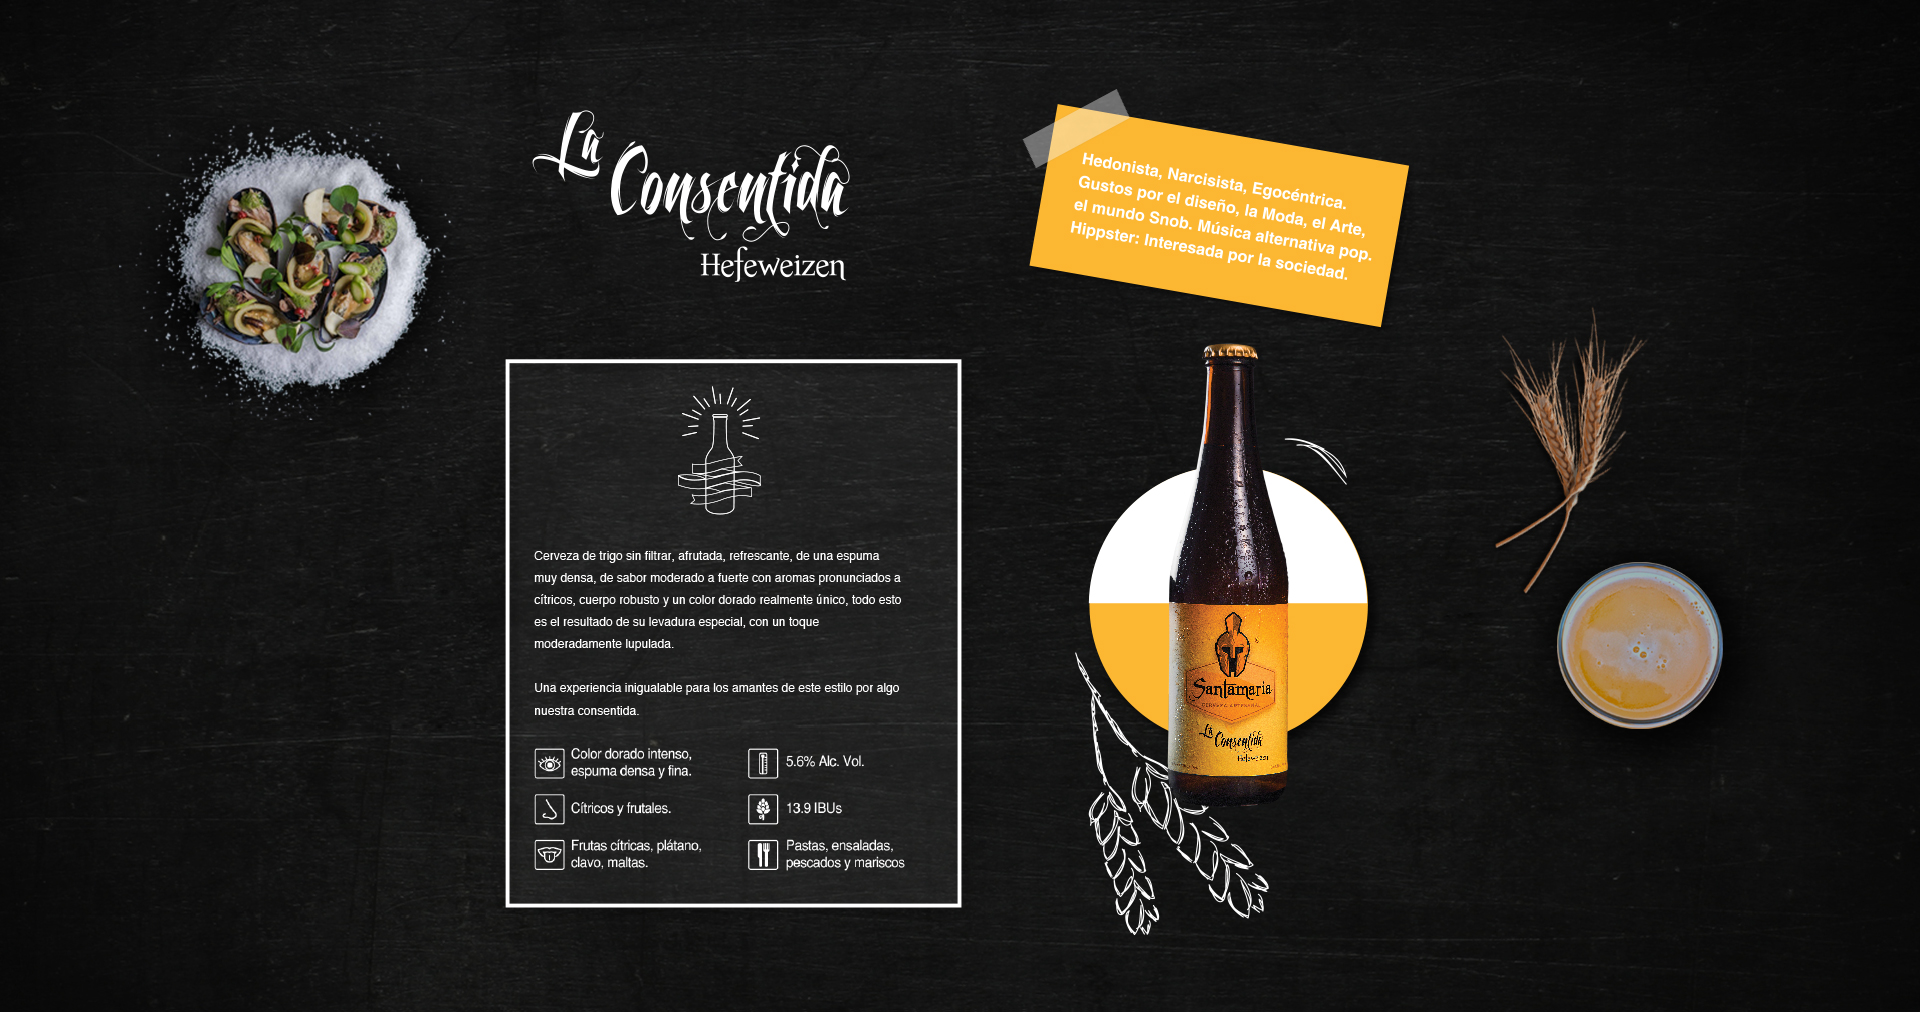 La
Consentida
Hefeweizen
Hedonista, Narcisista, Egocéntrica.
Gustos por el diseño, la Moda, el Arte,
el mundo Snob. Música alternativa pop.
Hippster: Interesada por la sociedad.
Cerveza de trigo sin filtrar, afrutada, refrescante, de una espuma
muy densa, de sabor moderado a fuerte con aromas pronunciados a
cítricos, cuerpo robusto y un color dorado realmente único, todo esto
es el resultado de su levadura especial, con un toque
moderadamente lupulada.
Una experiencia inigualable para los amantes de este estilo por algo
nuestra consentida.
Color dorado intenso,
espuma densa y fina.
Cítricos y frutales.
Frutas cítricas, plátano,
clavo, maltas.
5.6% Alc. Vol.
13.9 IBUs
Pastas, ensaladas,
pescados y mariscos
Santamaria
CERVEZA ARTESANAL
La
Consentida
Hefeweizen